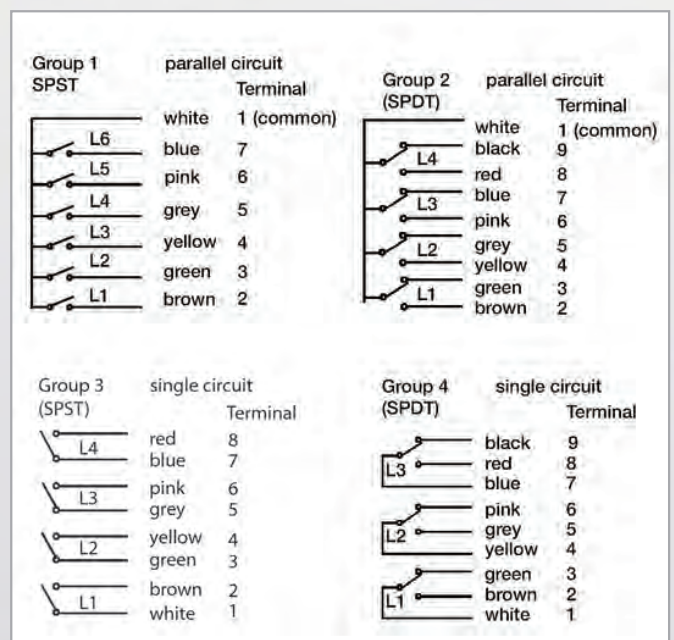 Group 1 parallel circuit
SPST Terminal
white 1 (common)
L6 blue 7
L5 pink 6
L4 grey 5
L3 yellow 4
L2 green 3
L1 brown 2
Group 2 parallel circuit
(SPDT) Terminal
white 1 (common)
black 9
L4
red 8
blue 7
L3
pink 6
grey 5
L2
yellow 4
green 3
L1
brown 2
Group 3 single circuit
(SPST) Terminal
red 8
L4
blue 7
pink 6
L3
grey 5
yellow 4
L2
green 3
brown 2
L1
white 1
Group 4 single circuit
(SPDT) Terminal
black 9
L3 red 8
blue 7
pink 6
L2 grey 5
yellow 4
green 3
L1 brown 2
white 1